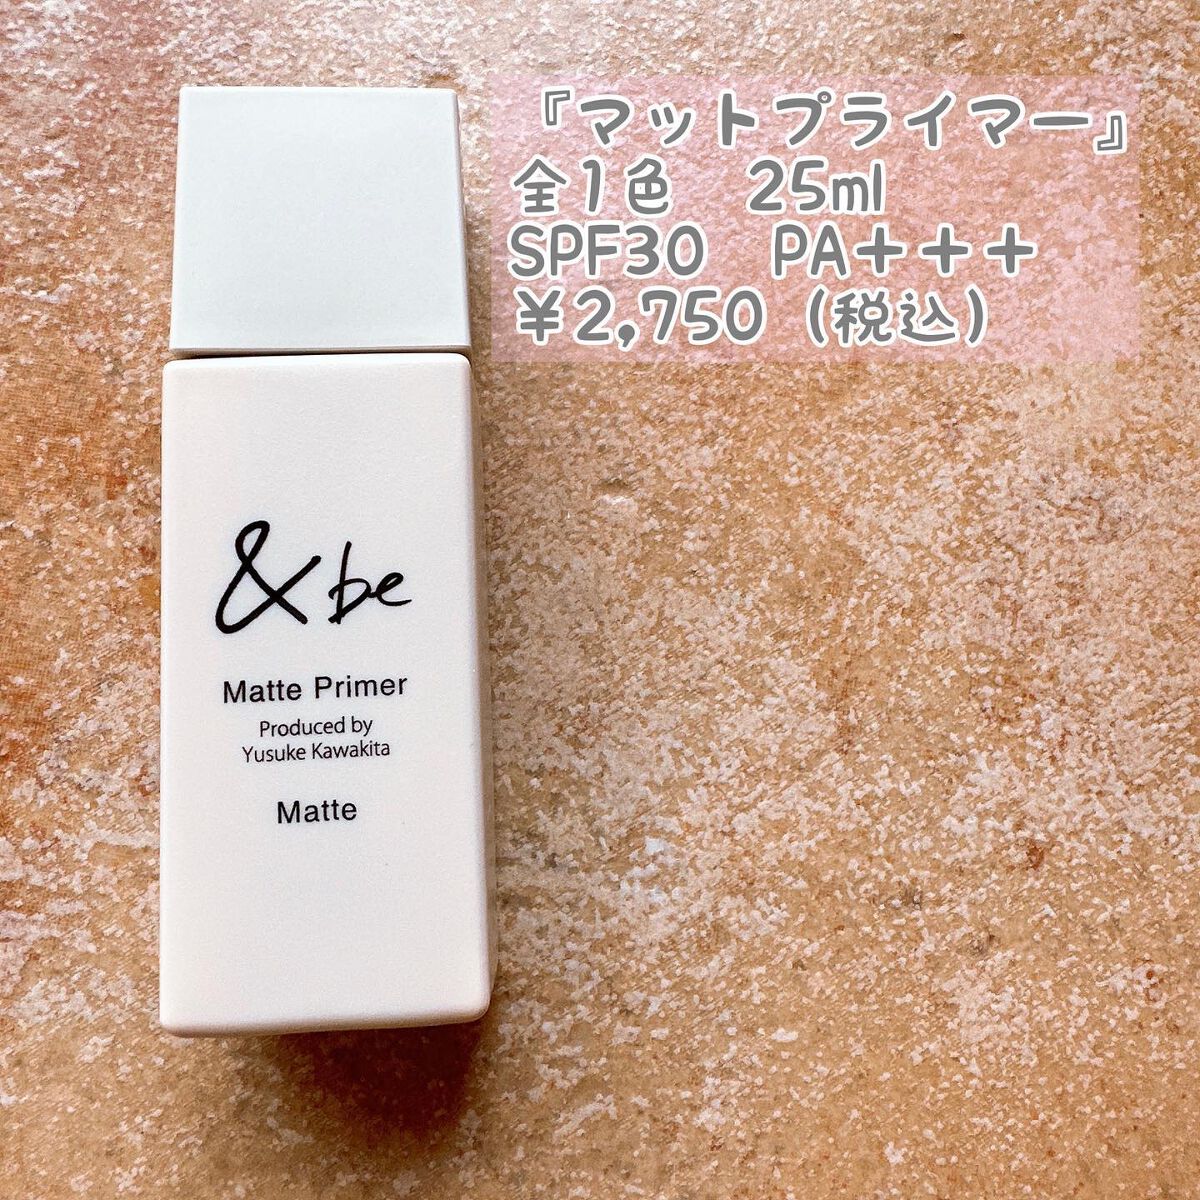 『マットプライマー』
全1色　25ml
SPF30　PA＋＋＋
￥2,750（税込）
&be
Matte Primer
Produced by
Yusuke Kawakita
Matte